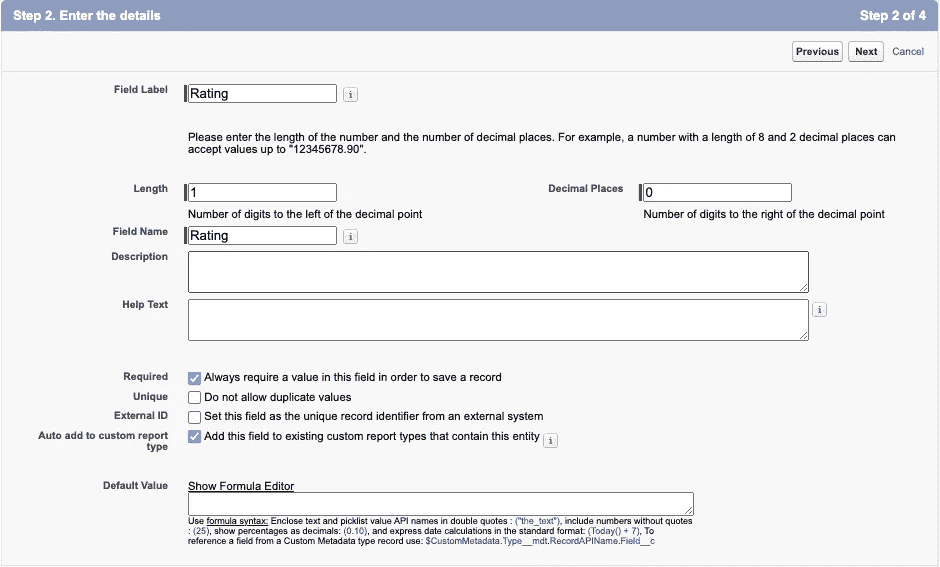 Step 2. Enter the details
Step 2 of 4
Previous Next Cancel
Field Label Rating i
Please enter the length of the number and the number of decimal places. For example, a number with a length of 8 and 2 decimal places can
accept values up to "12345678.90".
Length 1 Decimal Places 0
Number of digits to the left of the decimal point Number of digits to the right of the decimal point
Field Name Rating i
Description
Help Text i
Required Always require a value in this field in order to save a record
Unique Do not allow duplicate values
External ID Set this field as the unique record identifier from an external system
Auto add to custom report
type
Add this field to existing custom report types that contain this entity i
Default Value Show Formula Editor
Use formula syntax: Enclose text and picklist value API names in double quotes : ("the_text"), include numbers without quotes
: (25), show percentages as decimals: (0.10), and express date calculations in the standard format: (Today() + 7), To
reference a field from a Custom Metadata type record use: $CustomMetadata.Type__mdt.RecordAPIName.Field__c